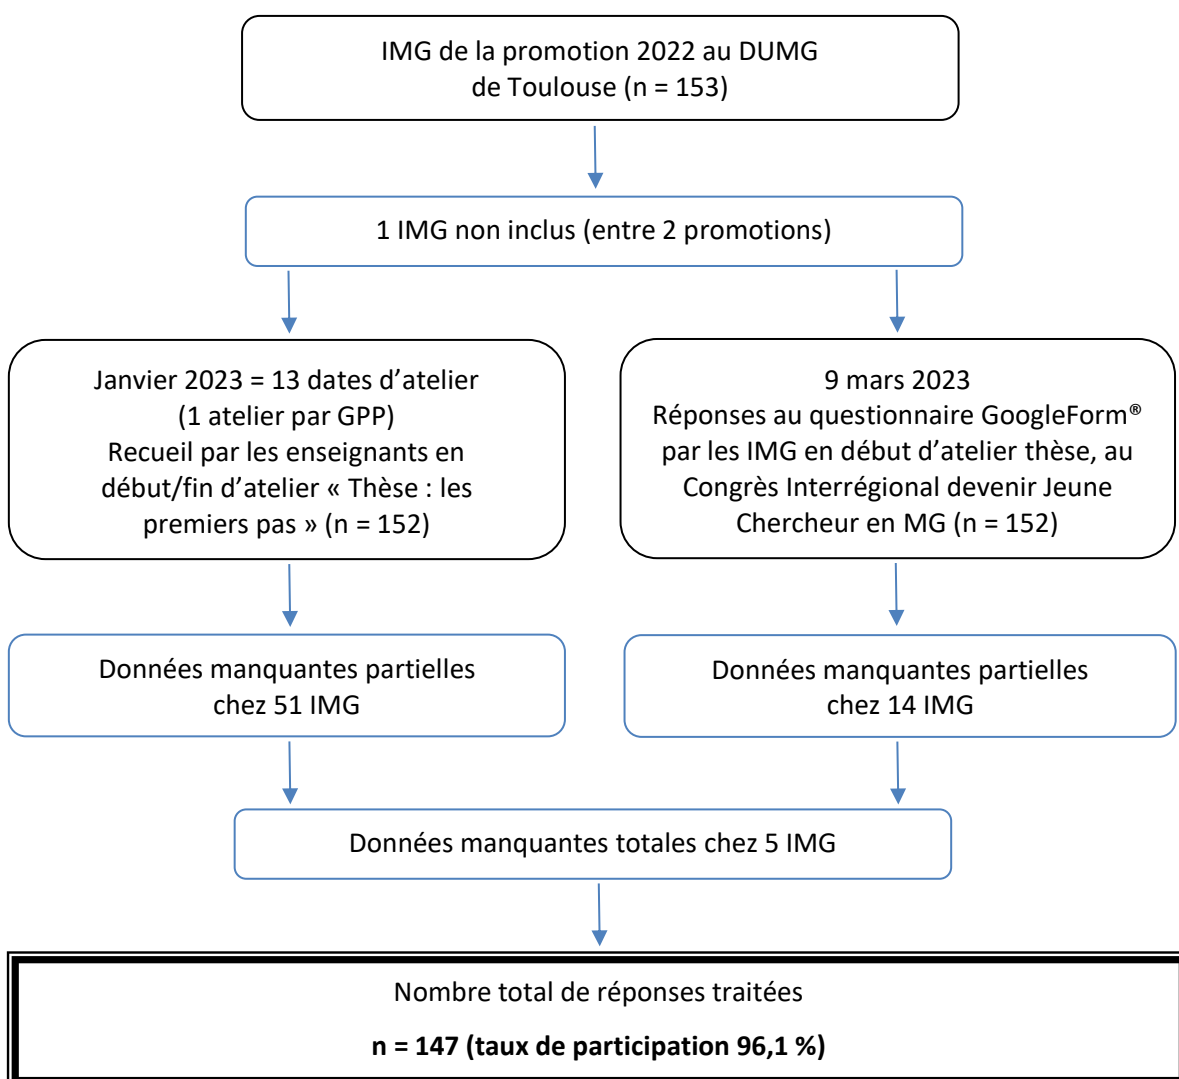 IMG de la promotion 2022 au DUMG
de Toulouse (n = 153)
1 IMG non inclus (entre 2 promotions)
Janvier 2023 = 13 dates d’atelier
(1 atelier par GPP)
Recueil par les enseignants en
début/fin d’atelier « Thèse : les
premiers pas » (n = 152)
9 mars 2023
Réponses au questionnaire GoogleForm®
par les IMG en début d’atelier thèse, au
Congrès Interrégional devenir Jeune
Chercheur en MG (n = 152)
Données manquantes partielles
chez 51 IMG
Données manquantes partielles
chez 14 IMG
Données manquantes totales chez 5 IMG
Nombre total de réponses traitées
n = 147 (taux de participation 96,1 %)